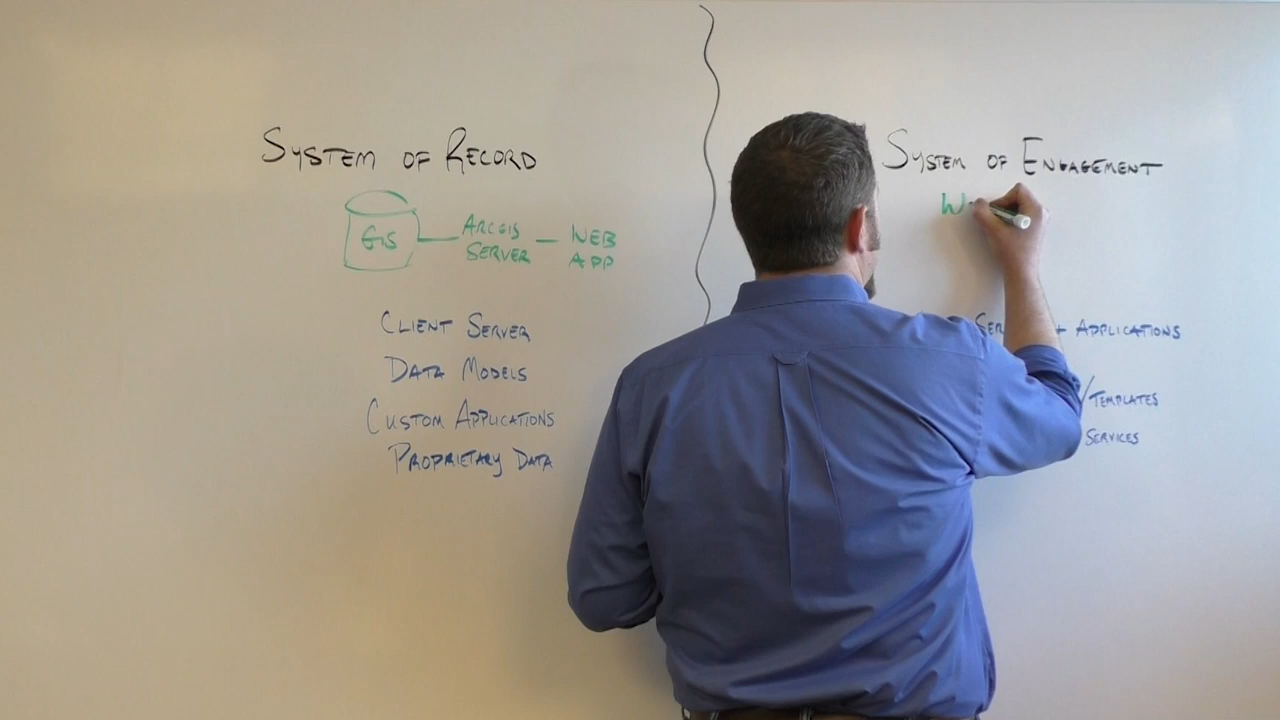 System of Record
GIS — ArcGIS Server — Web App
Client Server
Data Models
Custom Applications
Proprietary Data
System of Engagement
W
+ Applications
/Templates
Services